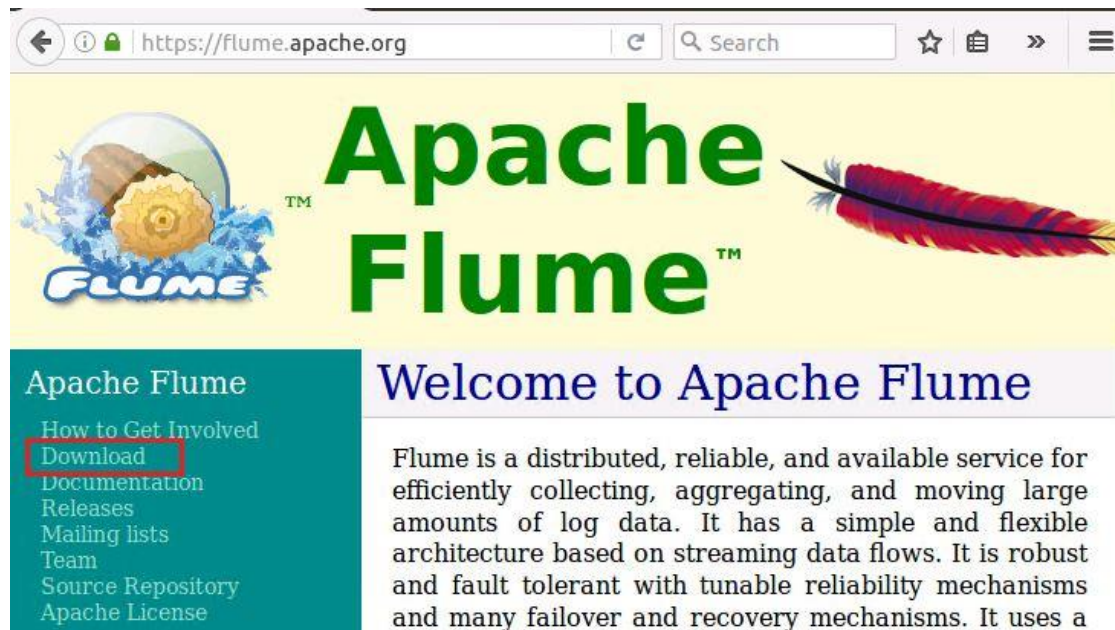 https://flume.apache.org
Search
Apache
Flume™
™
FLUME
Apache Flume
How to Get Involved
Download
Documentation
Releases
Mailing lists
Team
Source Repository
Apache License
Welcome to Apache Flume
Flume is a distributed, reliable, and available service for
efficiently collecting, aggregating, and moving large
amounts of log data. It has a simple and flexible
architecture based on streaming data flows. It is robust
and fault tolerant with tunable reliability mechanisms
and many failover and recovery mechanisms. It uses a